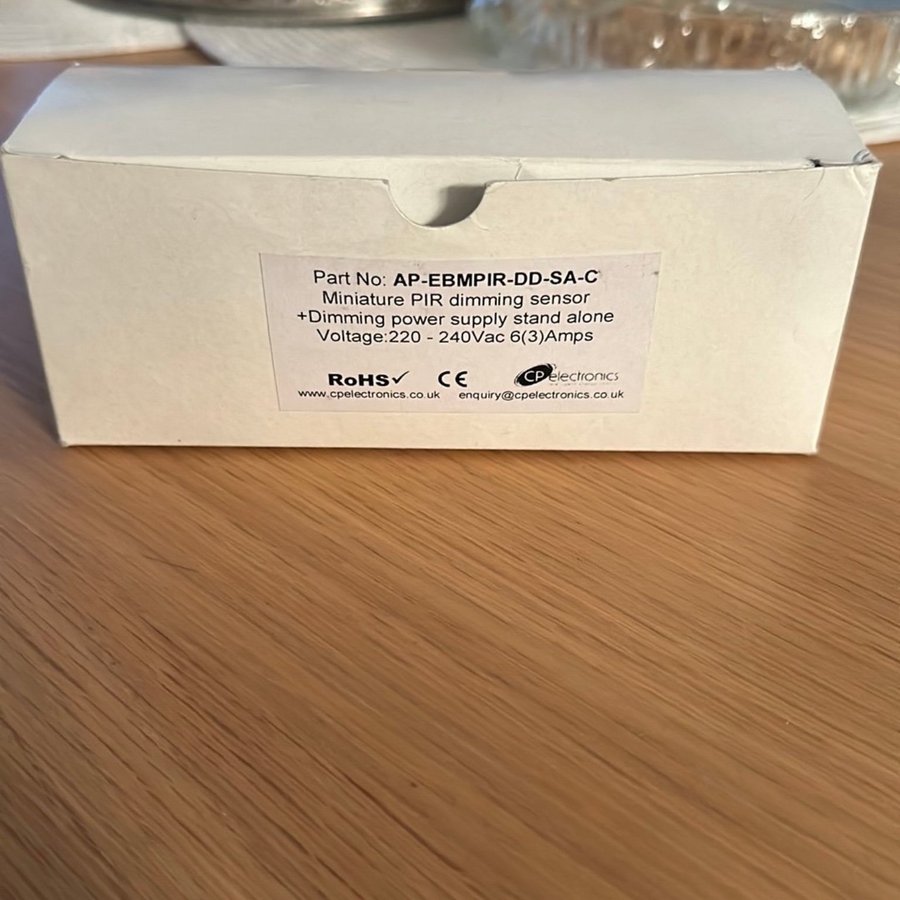 Part No: AP-EBMPIR-DD-SA-C
Miniature PIR dimming sensor
+Dimming power supply stand alone
Voltage:220 - 240Vac 6(3)Amps
RoHS✓ CE CP electronics
www.cpelectronics.co.uk enquiry@cpelectronics.co.uk